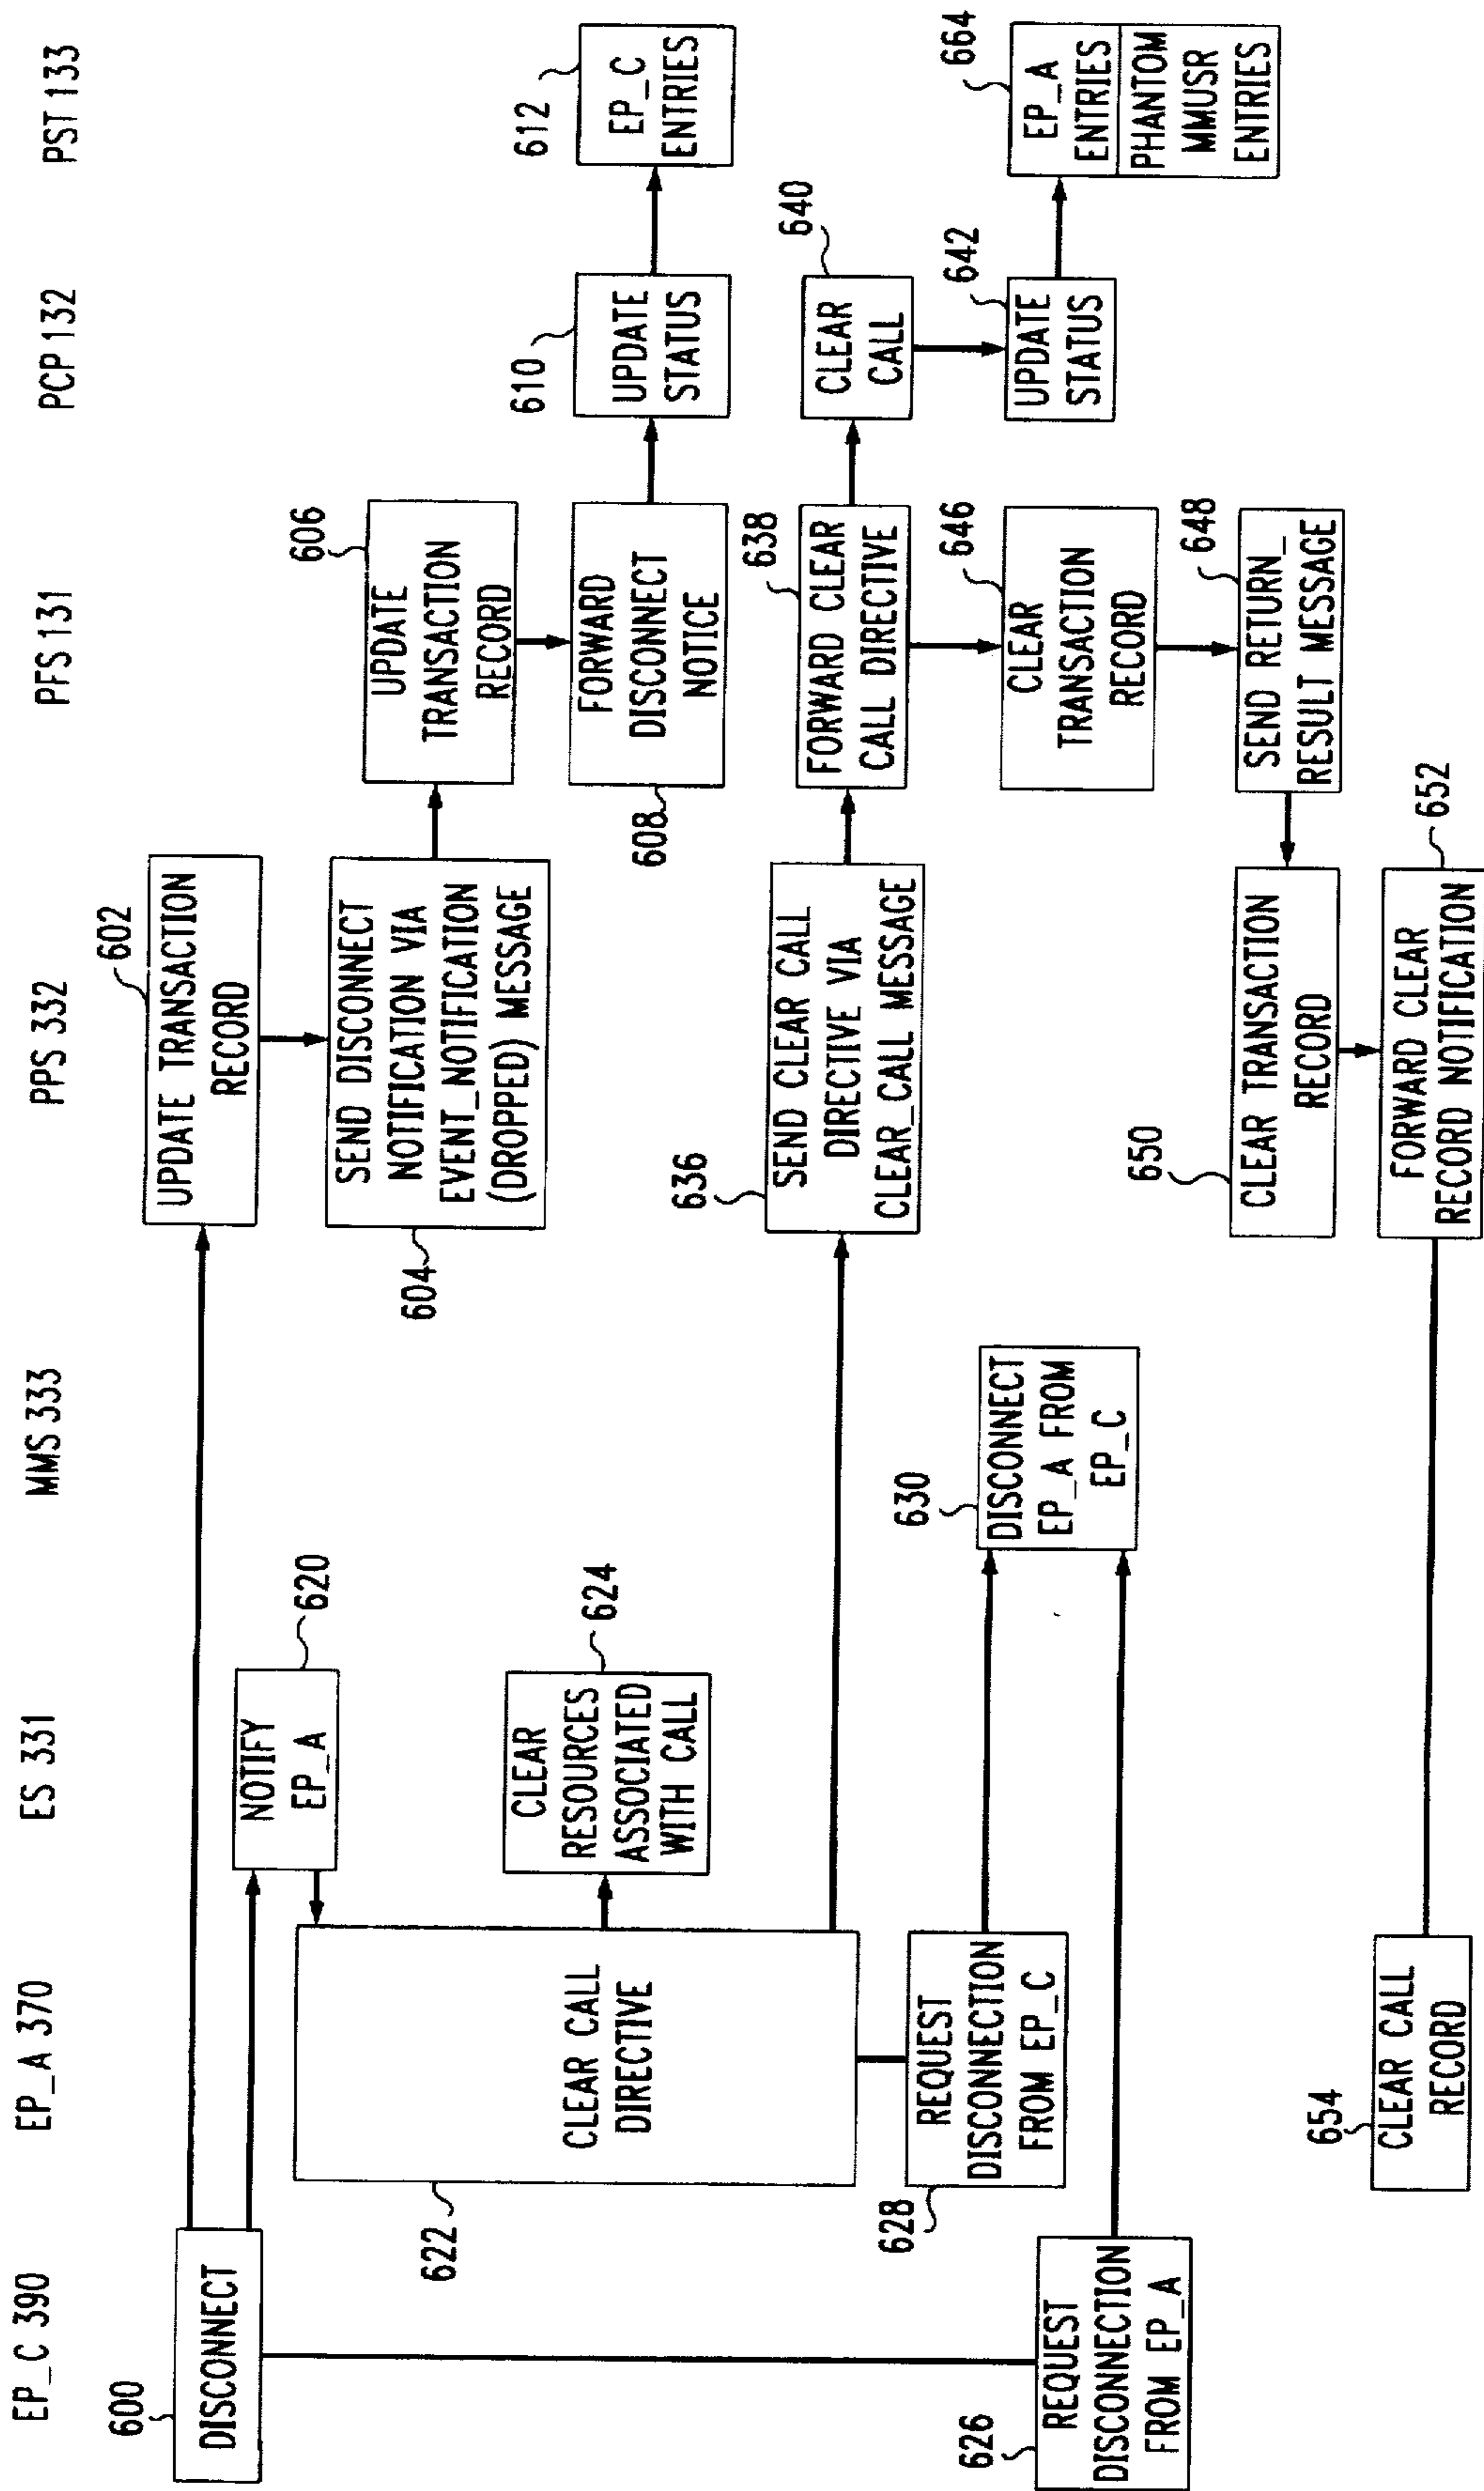 EP_C 390
EP_A 370
ES 331
MMS 333
PPS 332
PFS 131
PCP 132
PST 133
600
DISCONNECT
602
UPDATE TRANSACTION
RECORD
620
NOTIFY
EP_A
604
SEND DISCONNECT
NOTIFICATION VIA
EVENT_NOTIFICATION
(DROPPED) MESSAGE
606
UPDATE
TRANSACTION
RECORD
608
FORWARD
DISCONNECT
NOTICE
610
UPDATE
STATUS
612
EP_C
ENTRIES
622
CLEAR CALL
DIRECTIVE
624
CLEAR
RESOURCES
ASSOCIATED
WITH CALL
636
SEND CLEAR CALL
DIRECTIVE VIA
CLEAR_CALL MESSAGE
638
FORWARD CLEAR
CALL DIRECTIVE
640
CLEAR
CALL
642
UPDATE
STATUS
664
EP_A
ENTRIES
PHANTOM
MMUSR
ENTRIES
628
REQUEST
DISCONNECTION
FROM EP_C
630
DISCONNECT
EP_A FROM
EP_C
626
REQUEST
DISCONNECTION
FROM EP_A
646
CLEAR
TRANSACTION
RECORD
648
SEND RETURN_
RESULT MESSAGE
650
CLEAR TRANSACTION
RECORD
652
FORWARD CLEAR
RECORD NOTIFICATION
654
CLEAR CALL
RECORD